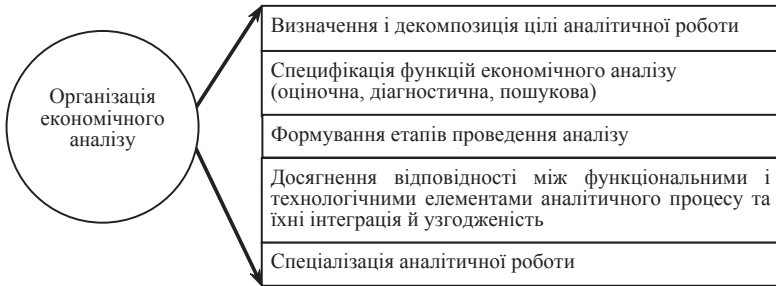 Організація
економічного
аналізу
Визначення і декомпозиція цілі аналітичної роботи
Специфікація функцій економічного аналізу
(оціночна, діагностична, пошукова)
Формування етапів проведення аналізу
Досягнення відповідності між функціональними і
технологічними елементами аналітичного процесу та
їхні інтеграція й узгодженість
Спеціалізація аналітичної роботи